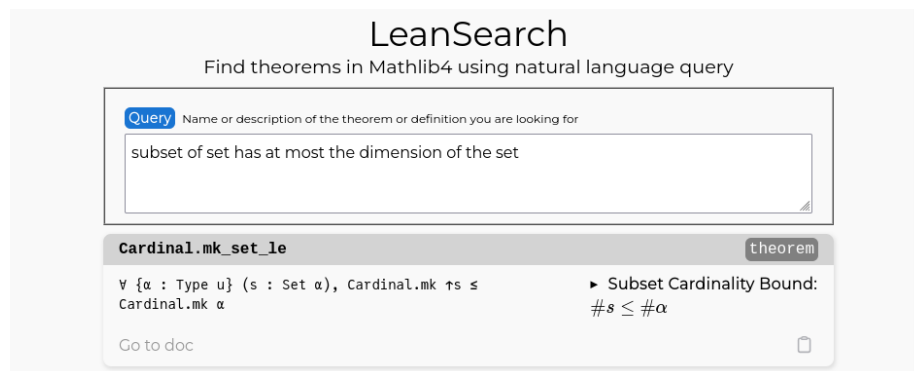 LeanSearch
Find theorems in Mathlib4 using natural language query
Query Name or description of the theorem or definition you are looking for
subset of set has at most the dimension of the set
Cardinal.mk_set_le theorem
∀ {α : Type u} (s : Set α), Cardinal.mk ↑s ≤
Cardinal.mk α
▸ Subset Cardinality Bound:
#s ≤ #α
Go to doc